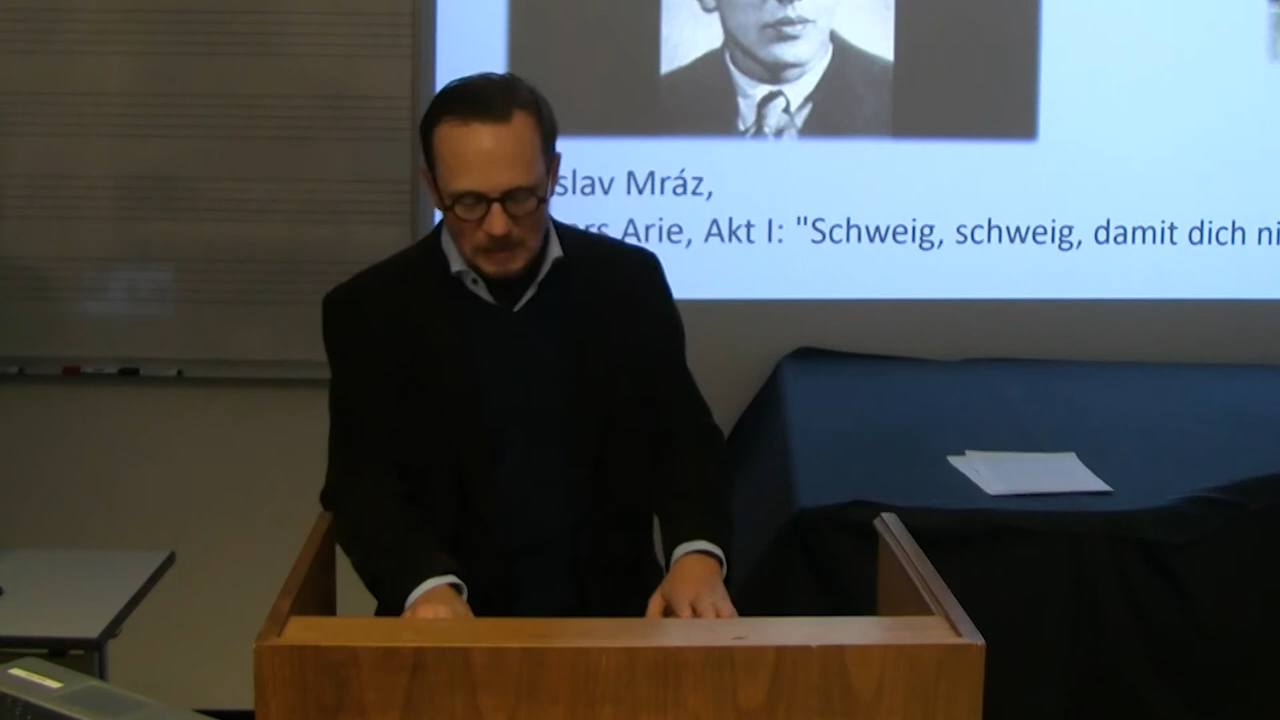 slav Mráz,
Arie, Akt I: "Schweig, schweig, damit dich ni